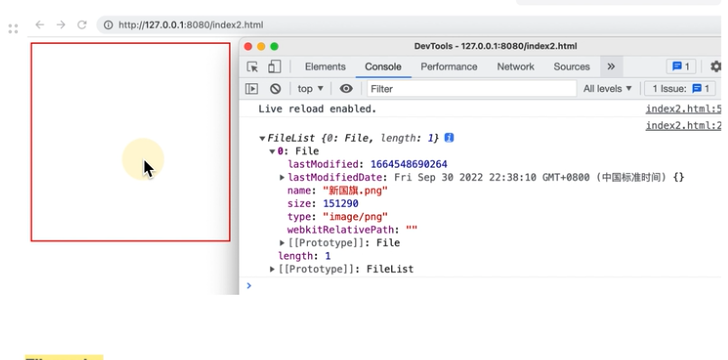 http://127.0.0.1:8080/index2.html
DevTools - 127.0.0.1:8080/index2.html
Elements Console Performance Network Sources » 1
top ▼ Filter All levels ▼ 1 Issue: 1
Live reload enabled. index2.html:5
index2.html:2
▼FileList {0: File, length: 1} i
▼0: File
lastModified: 1664548690264
▶lastModifiedDate: Fri Sep 30 2022 22:38:10 GMT+0800 (中国标准时间) {}
name: "新国旗.png"
size: 151290
type: "image/png"
webkitRelativePath: ""
▶[[Prototype]]: File
length: 1
▶[[Prototype]]: FileList
›